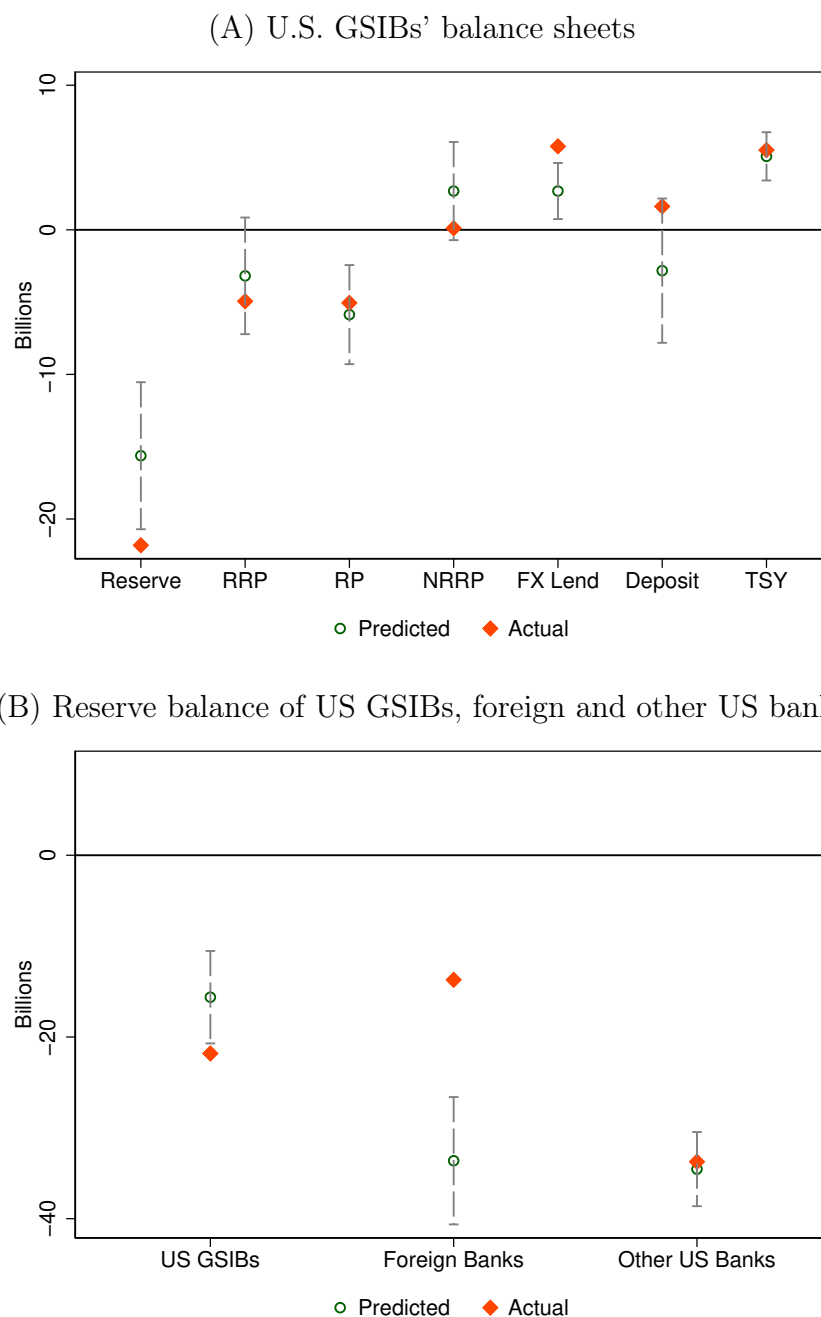 (A) U.S. GSIBs' balance sheets
10
0
−10
−20
Billions
Reserve RRP RP NRRP FX Lend Deposit TSY
Predicted Actual
(B) Reserve balance of US GSIBs, foreign and other US
0
−20
−40
Billions
US GSIBs Foreign Banks Other US Banks
Predicted Actual